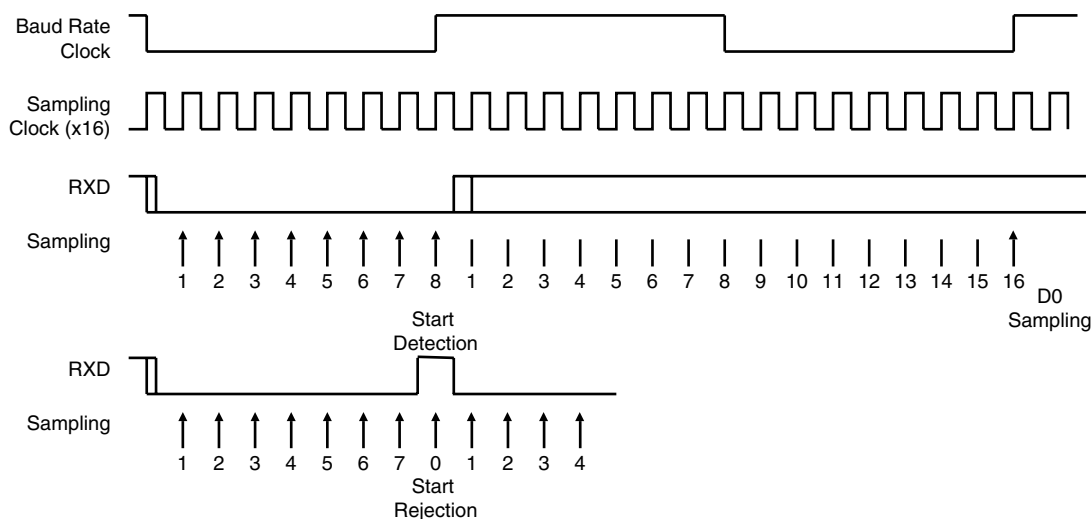 Baud Rate
Clock
Sampling
Clock (x16)
RXD
Sampling
1 2 3 4 5 6 7 8 1 2 3 4 5 6 7 8 9 10 11 12 13 14 15 16
D0
Sampling
Start
Detection
RXD
Sampling
1 2 3 4 5 6 7 0 1 2 3 4
Start
Rejection